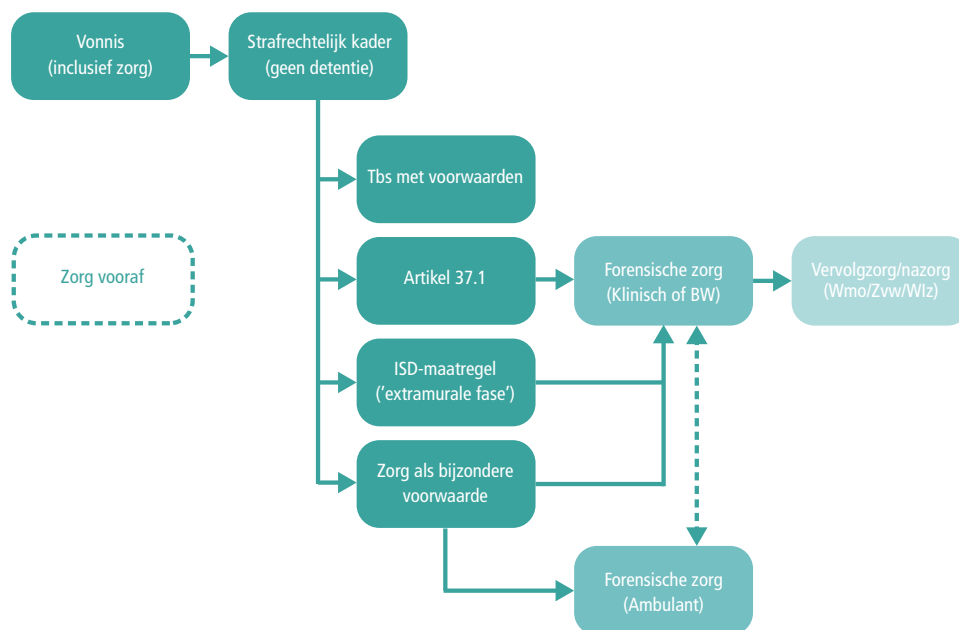 Vonnis
(inclusief zorg)
Strafrechtelijk kader
(geen detentie)
Tbs met voorwaarden
Zorg vooraf
Artikel 37.1
Forensische zorg
(Klinisch of BW)
Vervolgzorg/nazorg
(Wmo/Zvw/Wlz)
ISD-maatregel
('extramurale fase')
Zorg als bijzondere
voorwaarde
Forensische zorg
(Ambulant)